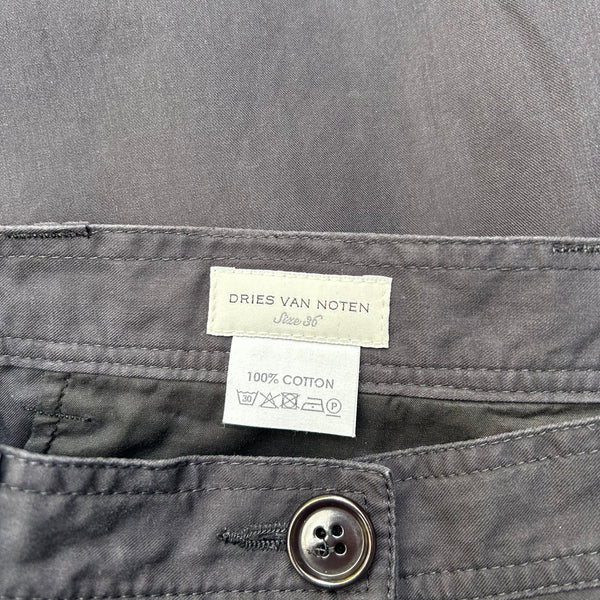 DRIES VAN NOTEN
Size 36
100% COTTON
30 P